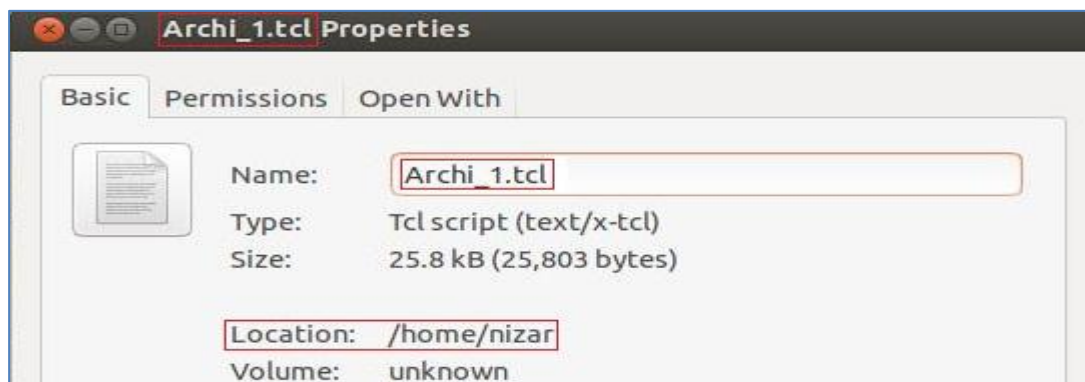 Archi_1.tcl Properties
Basic Permissions Open With
Name: Archi_1.tcl
Type: Tcl script (text/x-tcl)
Size: 25.8 kB (25,803 bytes)
Location: /home/nizar
Volume: unknown